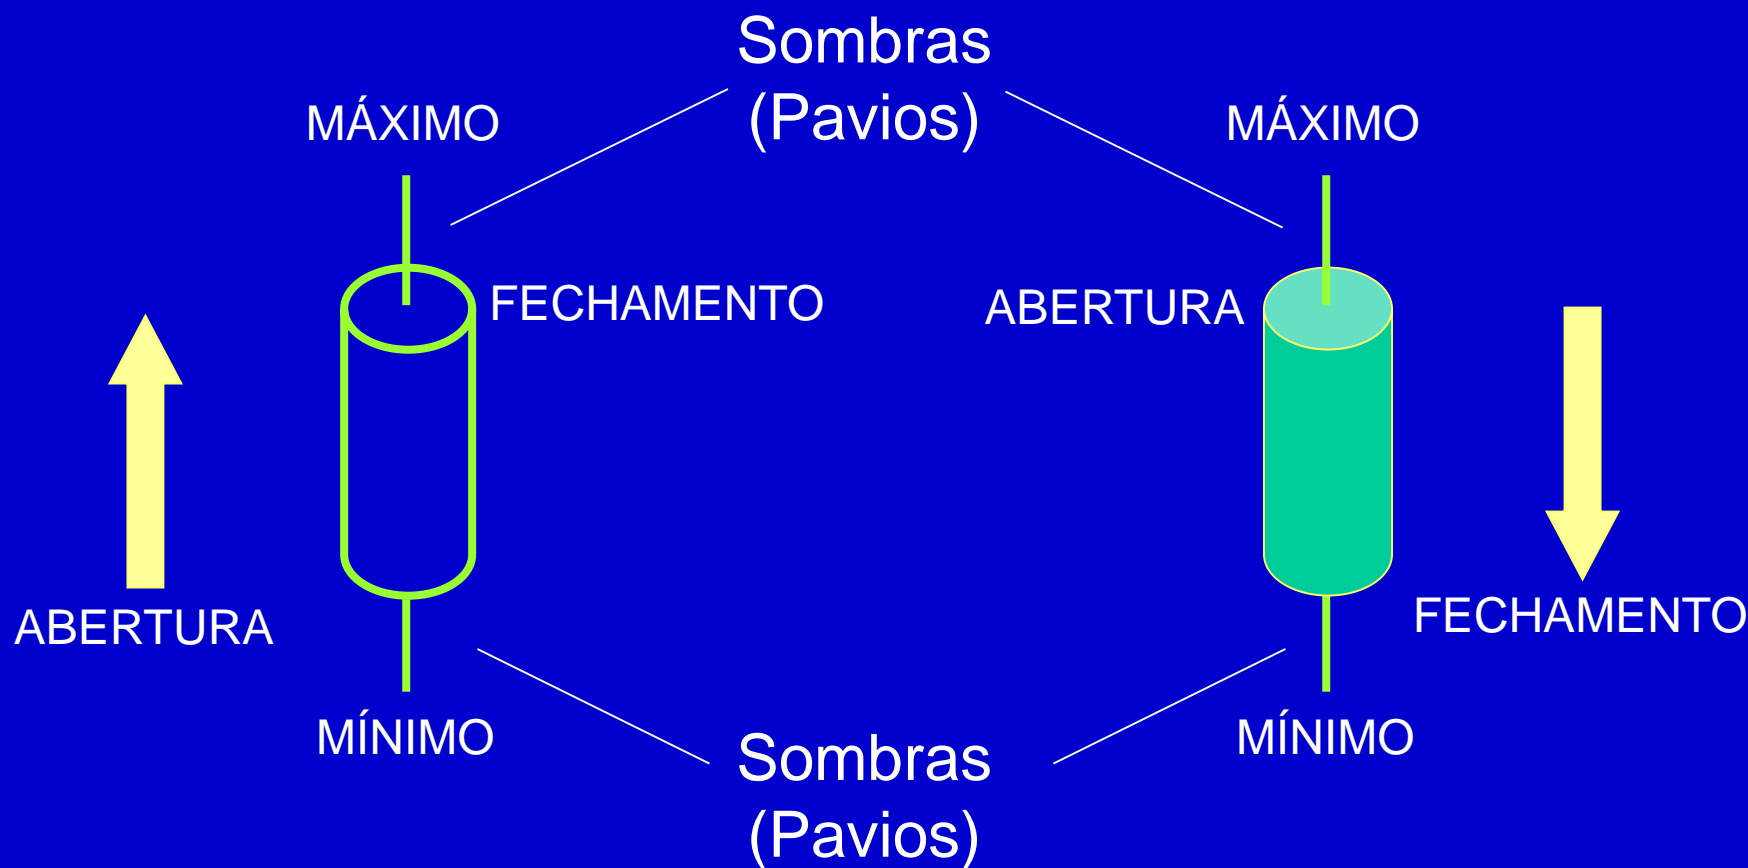 Sombras
(Pavios)
MÁXIMO
MÁXIMO
FECHAMENTO
ABERTURA
ABERTURA
FECHAMENTO
MÍNIMO
MÍNIMO
Sombras
(Pavios)